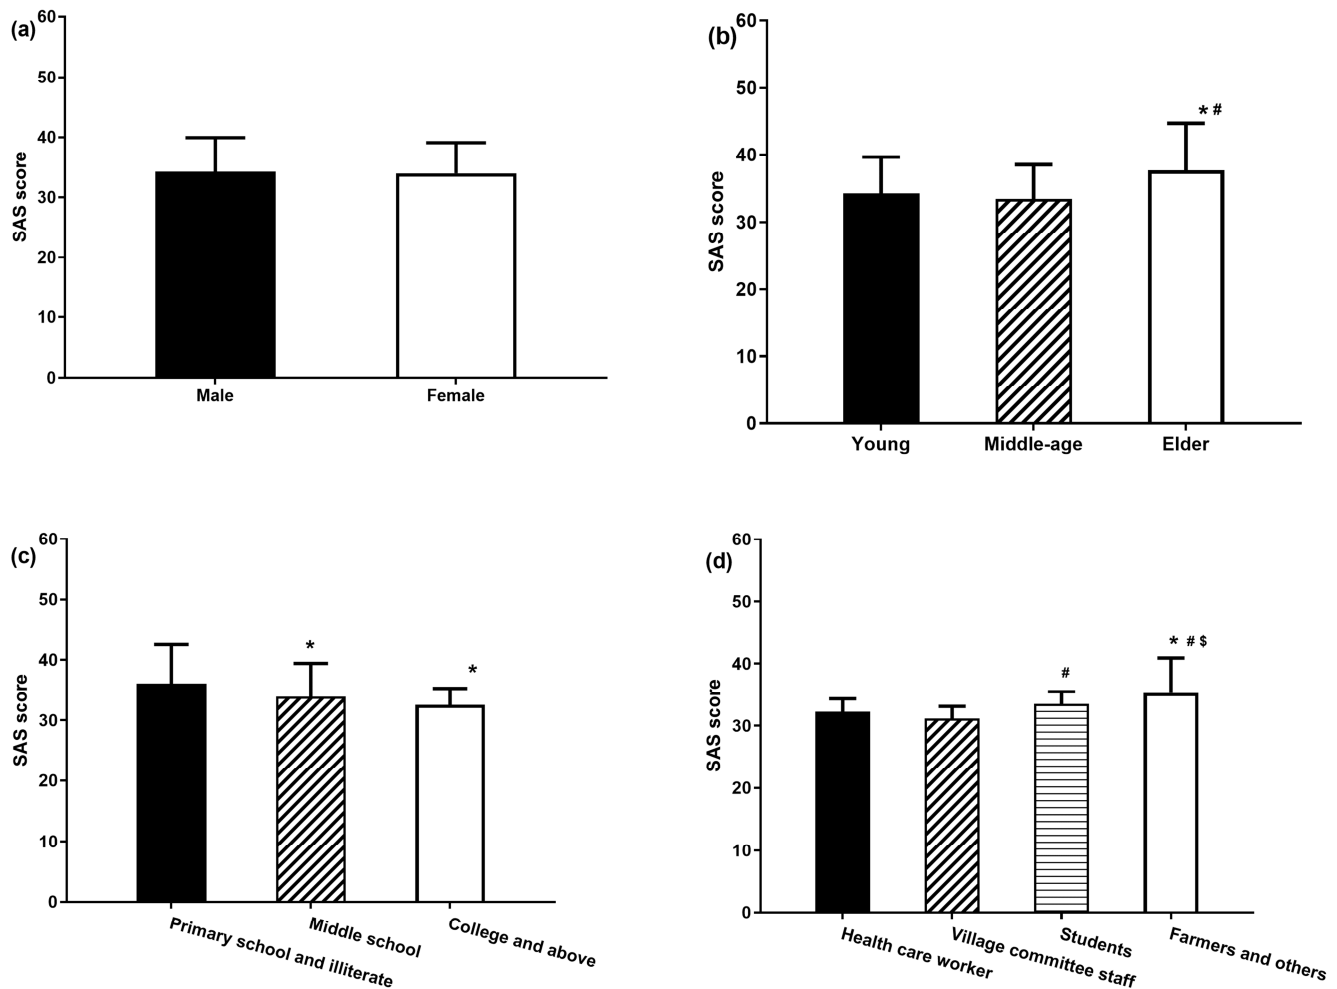 (a)
SAS score
60
50
40
30
20
10
0
Male
Female
(b)
SAS score
60
50
40
30
20
10
0
* #
Young
Middle-age
Elder
(c)
SAS score
60
50
40
30
20
10
0
*
*
Primary school and illiterate
Middle school
College and above
(d)
SAS score
60
50
40
30
20
10
0
#
* # $
Health care worker
Village committee staff
Students
Farmers and others